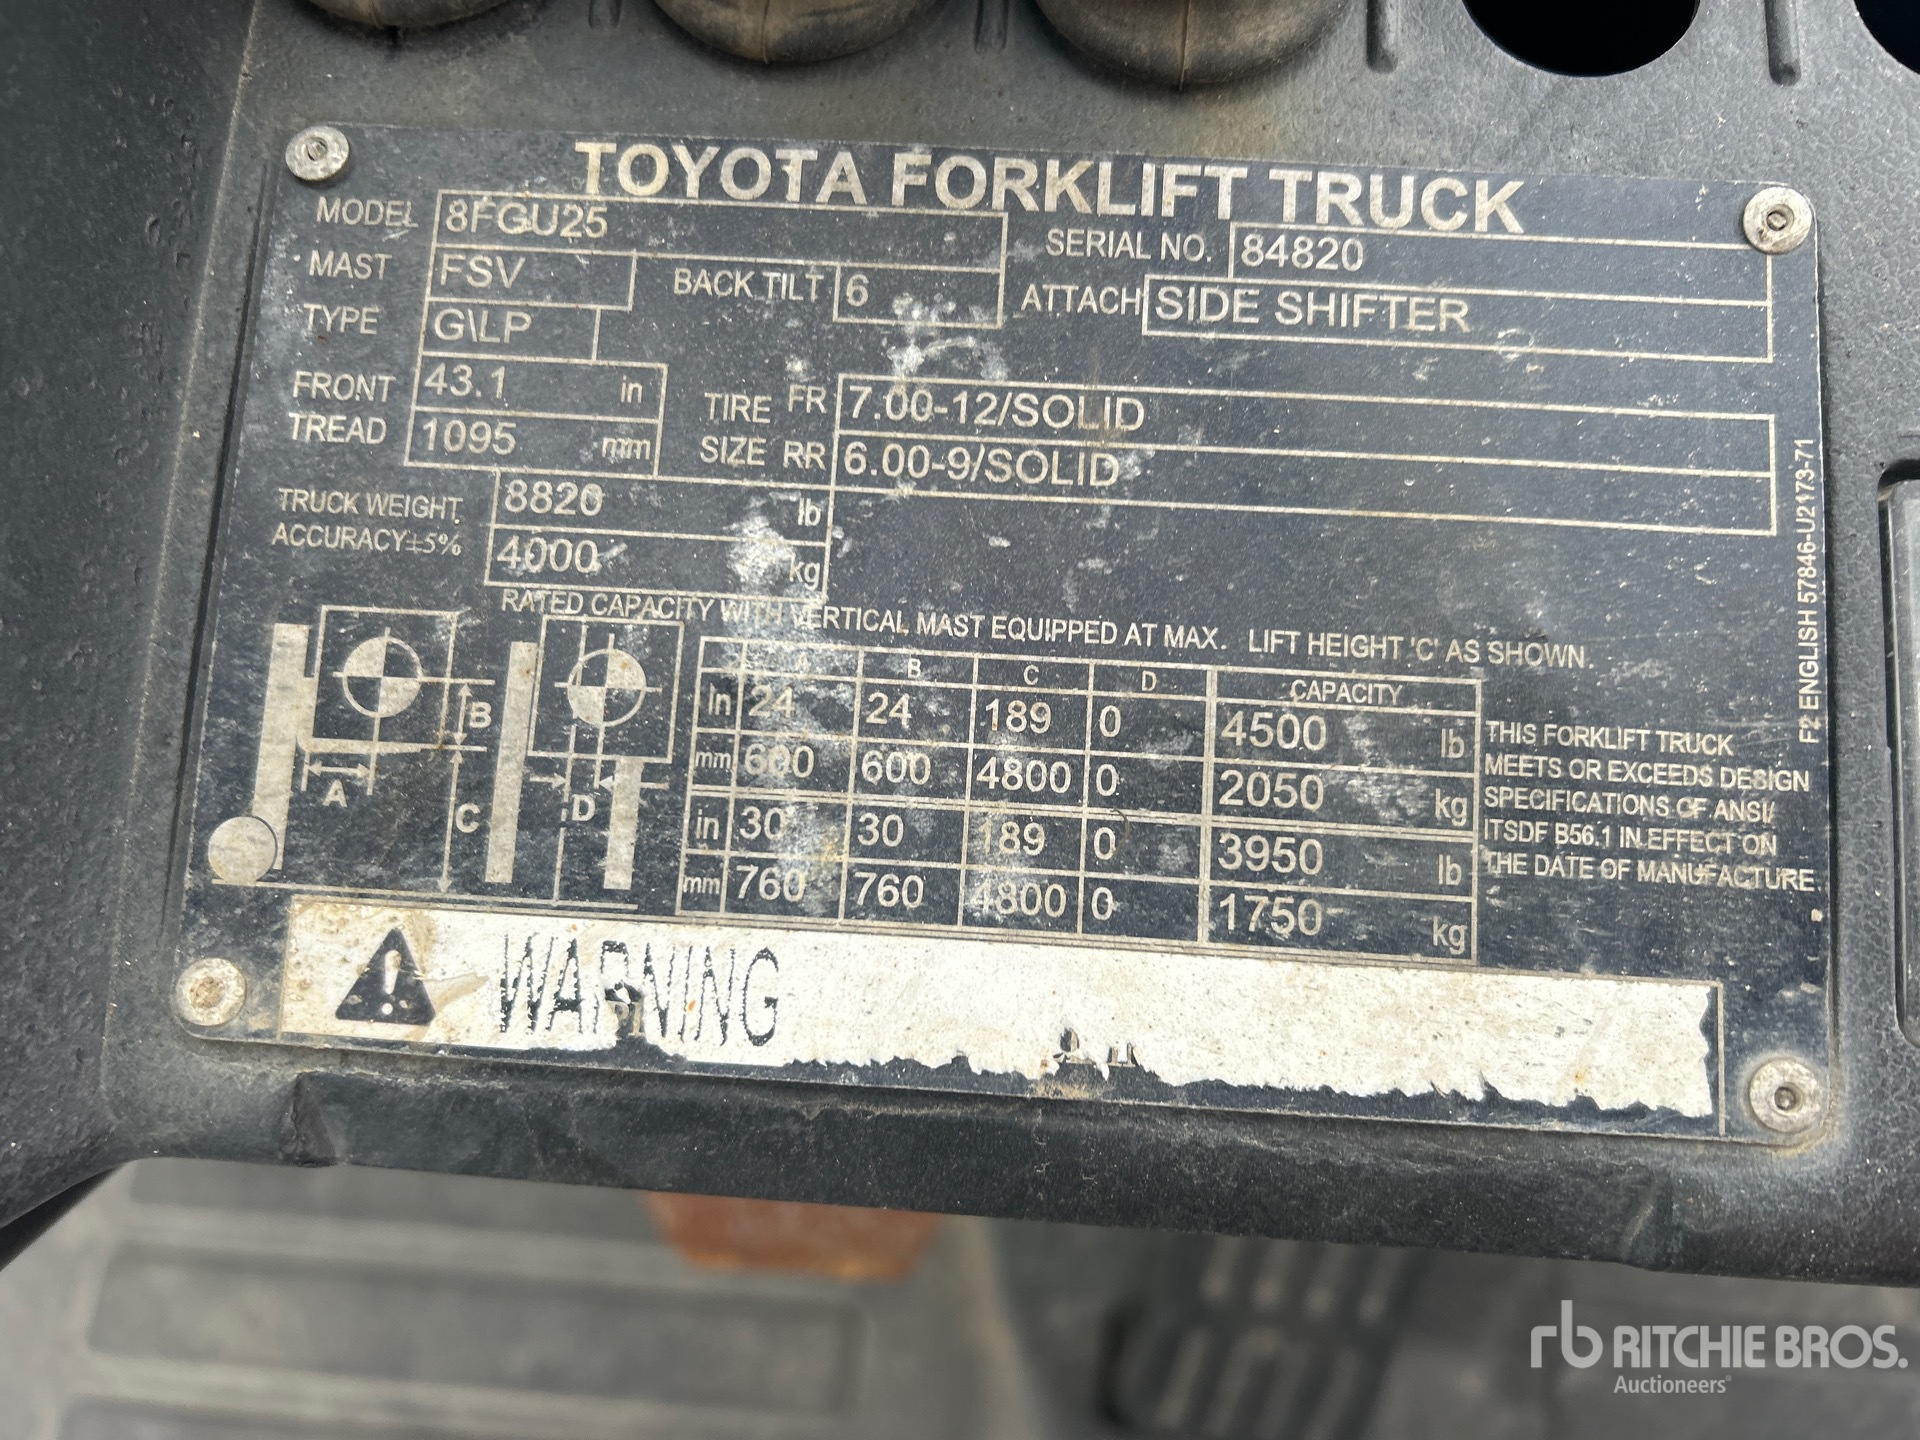 TOYOTA FORKLIFT TRUCK
MODEL 8FGU25 SERIAL NO. 84820
MAST FSV BACK TILT 6 ATTACH SIDE SHIFTER
TYPE G\LP
FRONT TREAD 43.1 in TIRE SIZE FR 7.00-12/SOLID
1095 mm RR 6.00-9/SOLID
TRUCK WEIGHT 8820 lb
ACCURACY±5% 4000 kg
RATED CAPACITY WITH VERTICAL MAST EQUIPPED AT MAX. LIFT HEIGHT 'C' AS SHOWN.
A B C D CAPACITY
in 24 24 189 0 4500 lb
mm 600 600 4800 0 2050 kg
in 30 30 189 0 3950 lb
mm 760 760 4800 0 1750 kg
B
A
C
D
THIS FORKLIFT TRUCK
MEETS OR EXCEEDS DESIGN
SPECIFICATIONS OF ANSI/
ITSDF B56.1 IN EFFECT ON
THE DATE OF MANUFACTURE
F2 ENGLISH 57846-U2173-71
WARNING
rb RITCHIE BROS.
Auctioneers